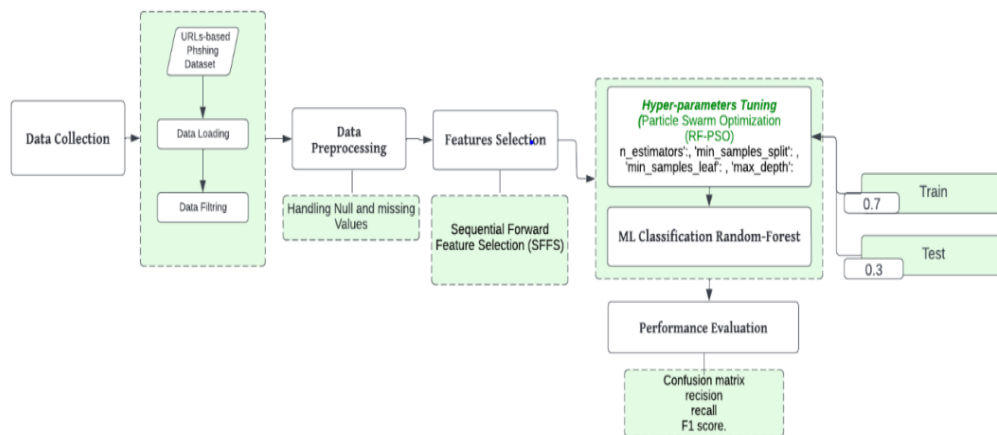 URLs-based
Phshing
Dataset
Data Collection
Data Loading
Data Filtring
Data
Preprocessing
Handling Null and missing
Values
Features Selection
Sequential Forward
Feature Selection (SFFS)
Hyper-parameters Tuning
(Particle Swarm Optimization
(RF-PSO)
n_estimators':, 'min_samples_split': ,
'min_samples_leaf': , 'max_depth':
ML Classification Random-Forest
Train
0.7
Test
0.3
Performance Evaluation
Confusion matrix
recision
recall
F1 score.